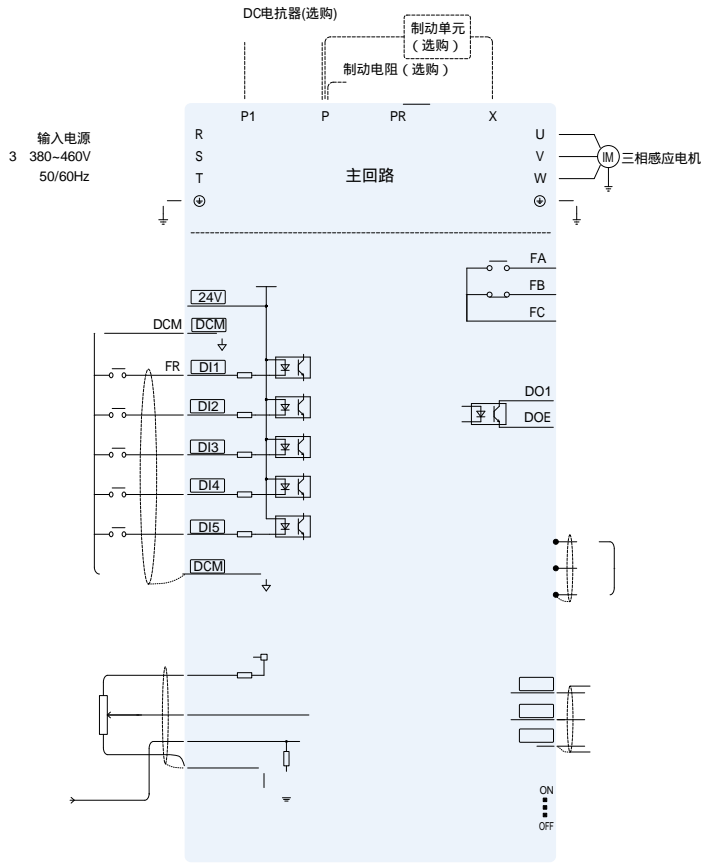 DC电抗器(选购)
制动单元
（选购）
制动电阻（选购）
P1 P PR X
输入电源
3 380~460V
50/60Hz
R
S
T
主回路
U
V
W
IM 三相感应电机
FA
FB
FC
24V
DCM DCM
FR DI1
DI2
DI3
DI4
DI5
DCM
DO1
DOE
ON
OFF